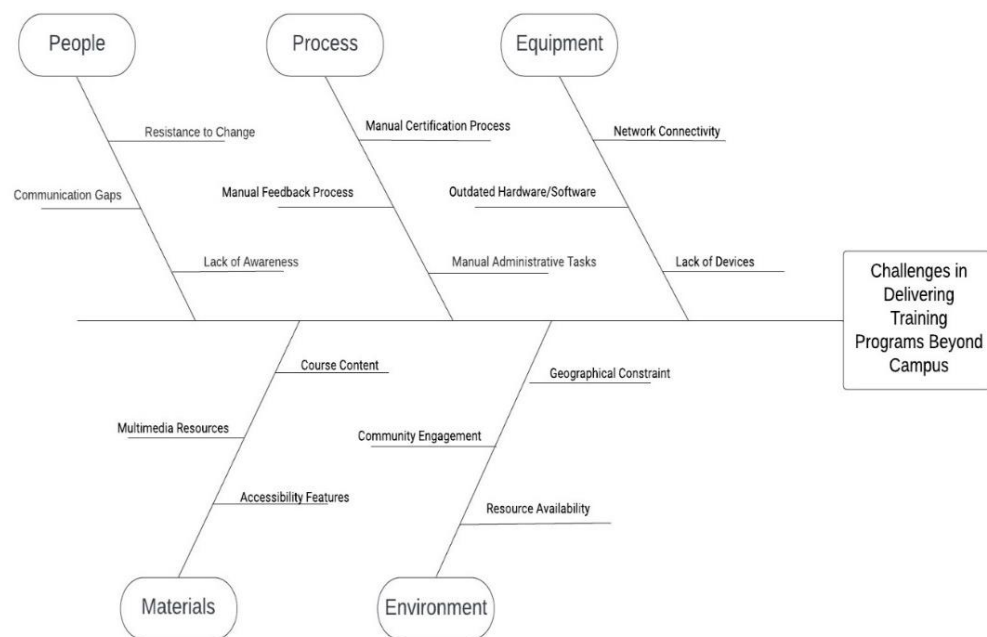 People
Process
Equipment
Resistance to Change
Manual Certification Process
Network Connectivity
Communication Gaps
Manual Feedback Process
Outdated Hardware/Software
Lack of Awareness
Manual Administrative Tasks
Lack of Devices
Challenges in
Delivering
Training
Programs Beyond
Campus
Course Content
Geographical Constraint
Multimedia Resources
Community Engagement
Accessibility Features
Resource Availability
Materials
Environment